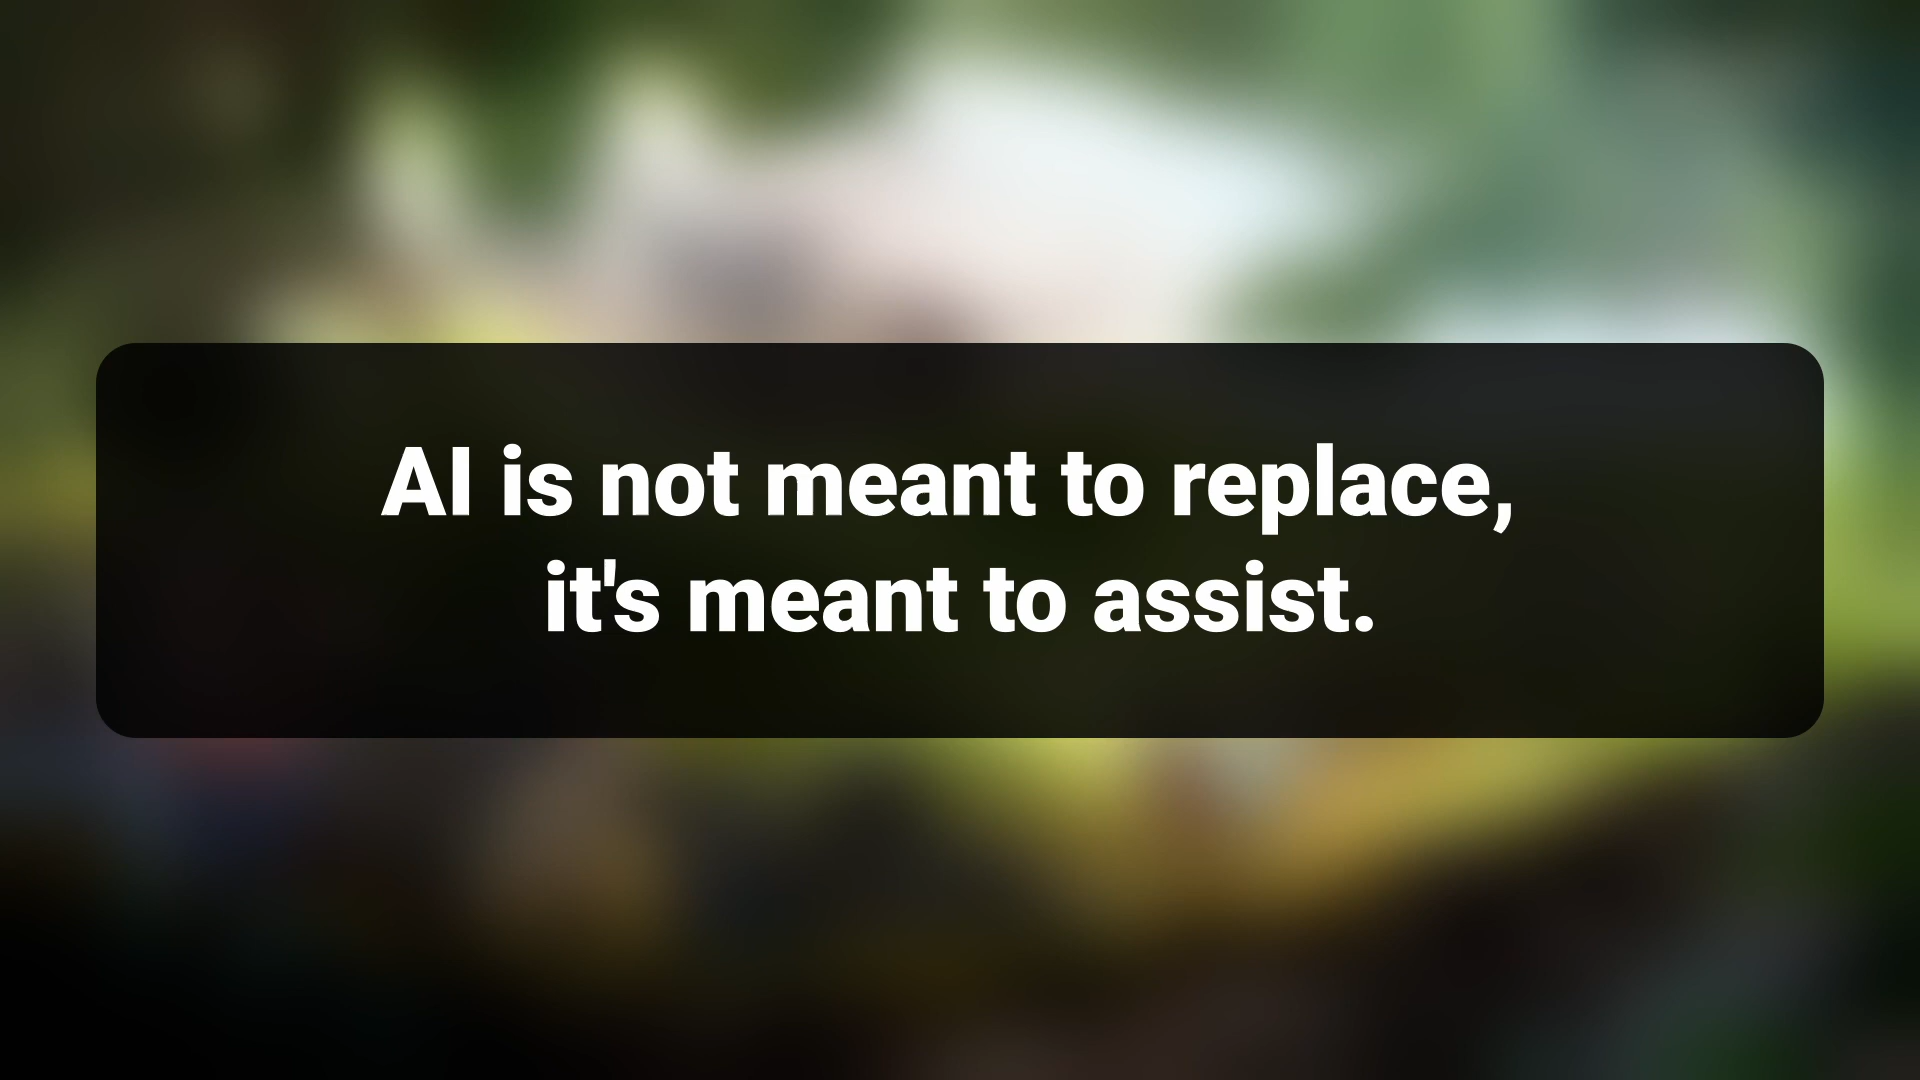 AI is not meant to replace,
it's meant to assist.